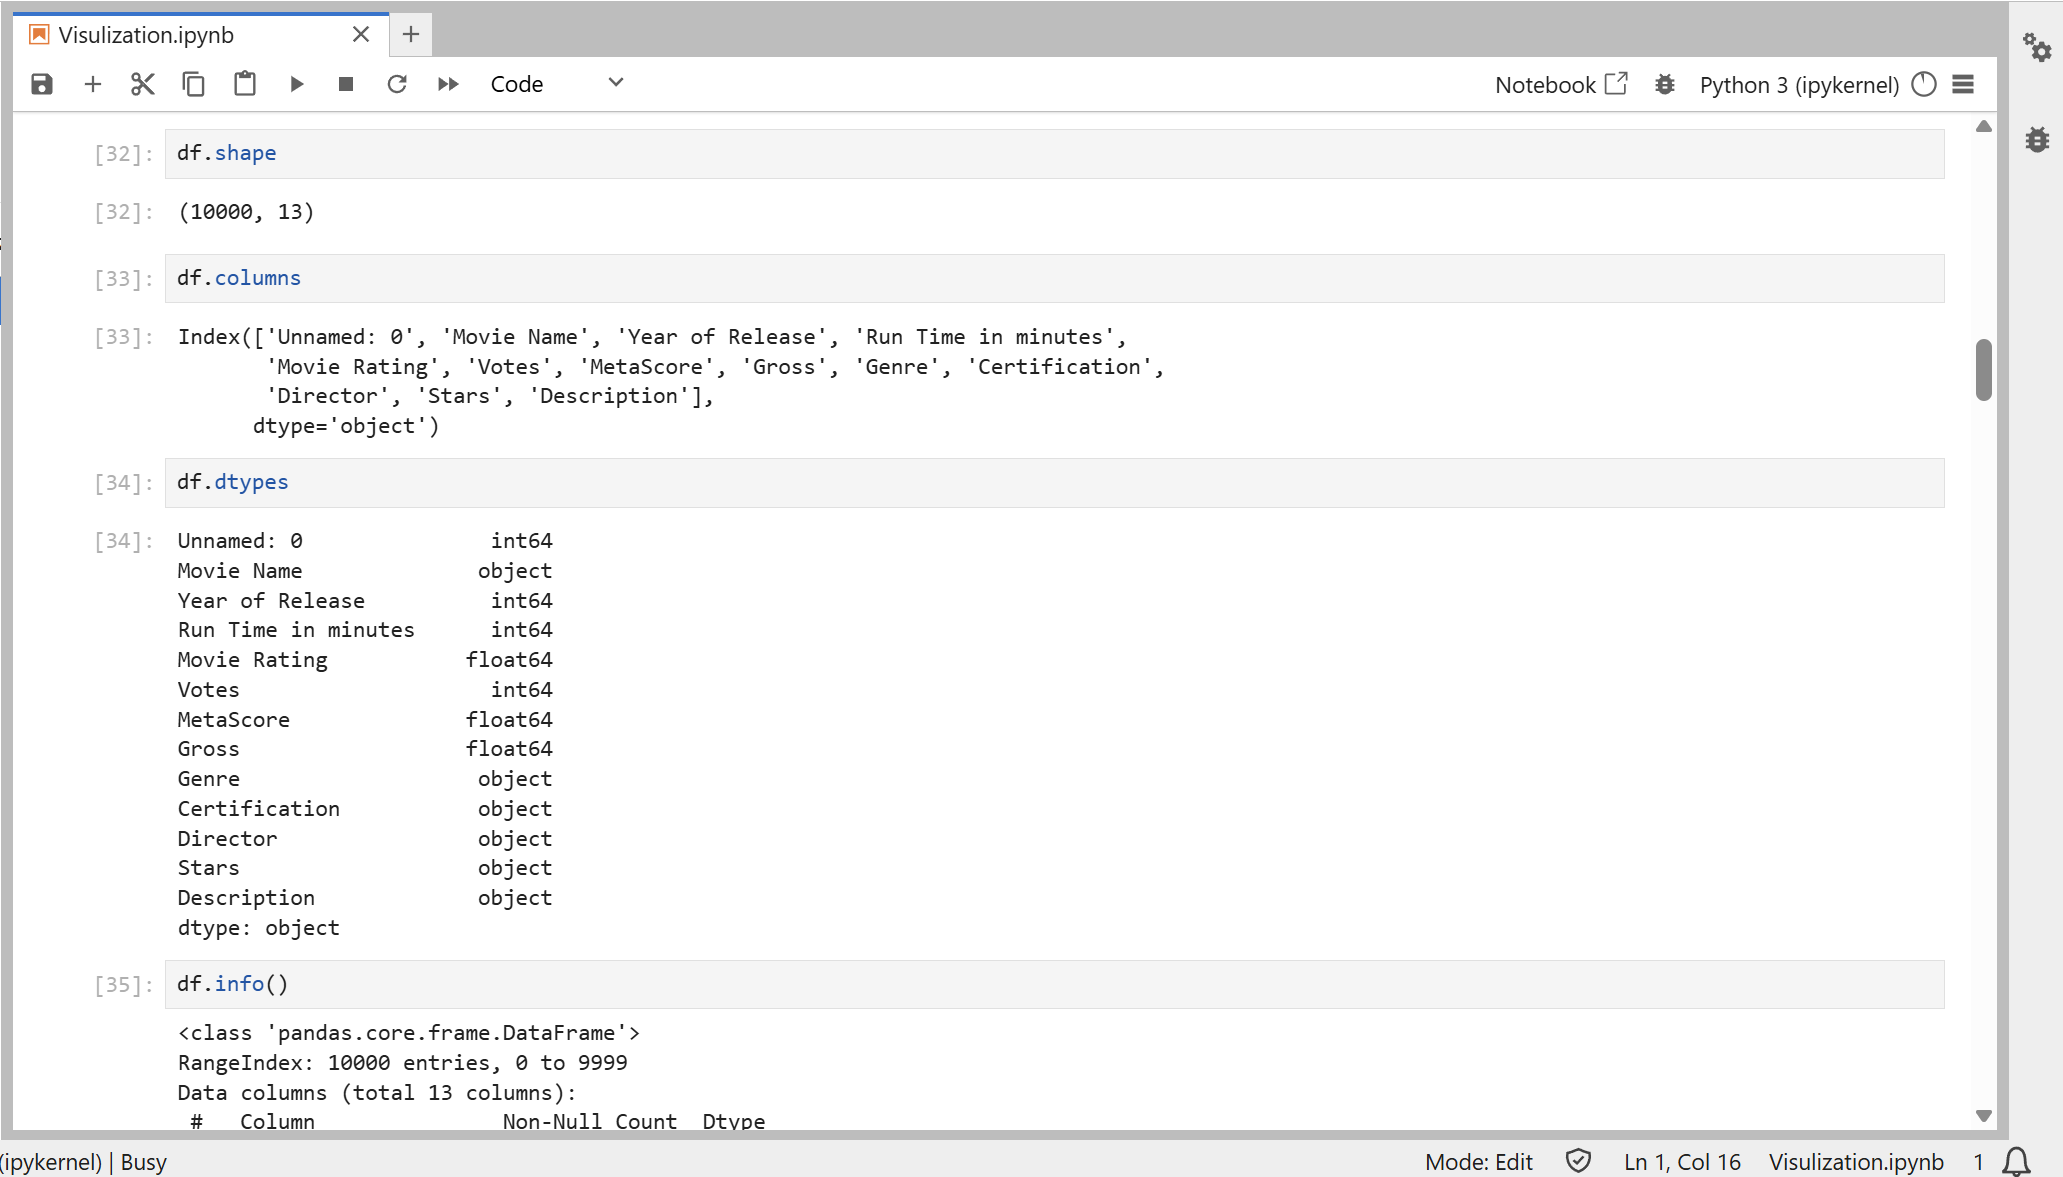 Visulization.ipynb
Code
Notebook
Python 3 (ipykernel)
[32]: df.shape
[32]: (10000, 13)
[33]: df.columns
[33]: Index(['Unnamed: 0', 'Movie Name', 'Year of Release', 'Run Time in minutes',
'Movie Rating', 'Votes', 'MetaScore', 'Gross', 'Genre', 'Certification',
'Director', 'Stars', 'Description'],
dtype='object')
[34]: df.dtypes
[34]: Unnamed: 0 int64
Movie Name object
Year of Release int64
Run Time in minutes int64
Movie Rating float64
Votes int64
MetaScore float64
Gross float64
Genre object
Certification object
Director object
Stars object
Description object
dtype: object
[35]: df.info()
<class 'pandas.core.frame.DataFrame'>
RangeIndex: 10000 entries, 0 to 9999
Data columns (total 13 columns):
# Column Non-Null Count Dtype
(ipykernel) | Busy
Mode: Edit
Ln 1, Col 16
Visulization.ipynb
1